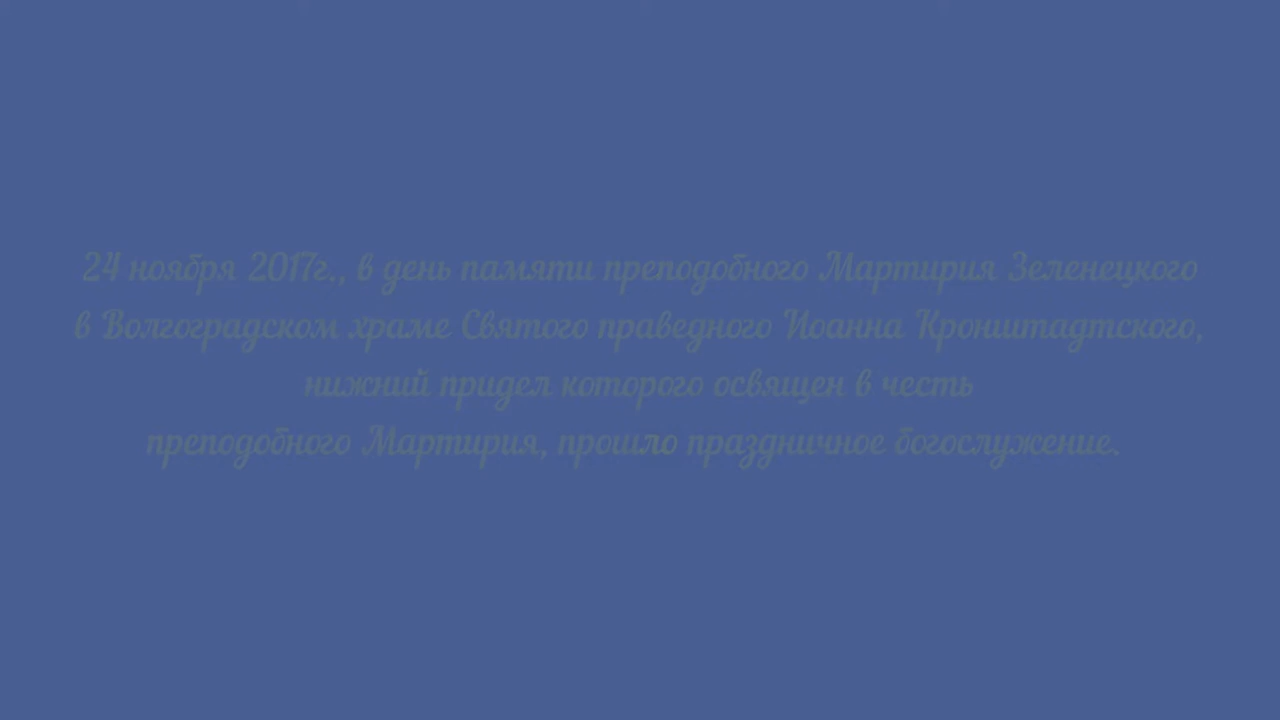 24 ноября 2017г., в день памяти преподобного Мартирия Зеленецкого
в Волгоградском храме Святого праведного Иоанна Кронштадтского,
нижний придел которого освящен в честь
преподобного Мартирия, прошло праздничное богослужение.